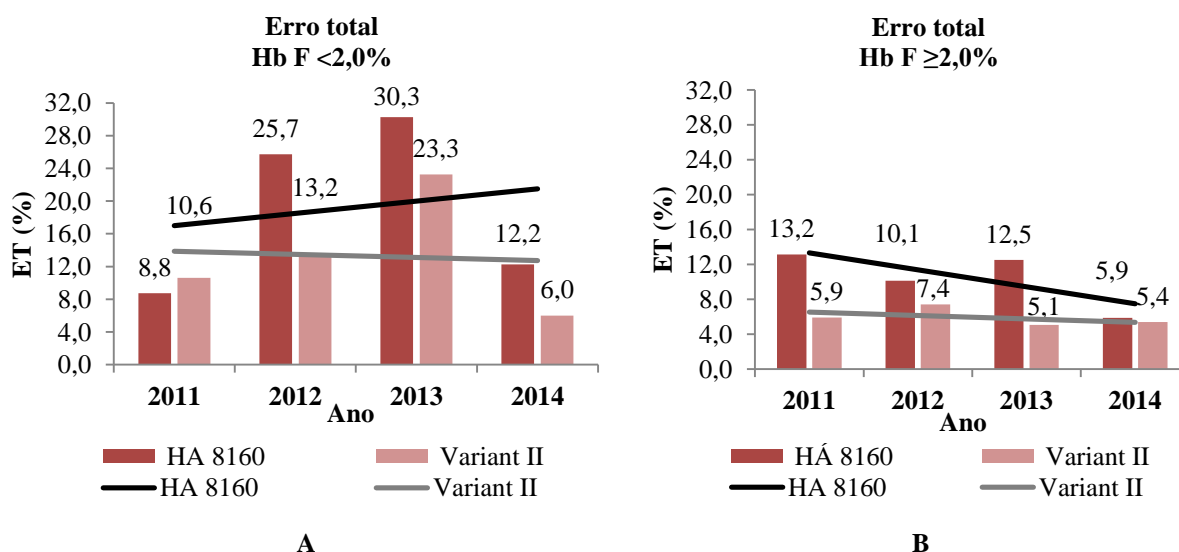 Erro total
Hb F <2,0%
32,0
28,0
24,0
20,0
16,0
12,0
8,0
4,0
0,0
ET (%)
8,8
10,6
25,7
13,2
30,3
23,3
12,2
6,0
2011 2012 2013 2014
Ano
HA 8160 Variant II
HA 8160 Variant II
A
Erro total
Hb F ≥2,0%
32,0
28,0
24,0
20,0
16,0
12,0
8,0
4,0
0,0
ET (%)
13,2
5,9
10,1
7,4
12,5
5,1
5,9
5,4
2011 2012 2013 2014
Ano
HÁ 8160 Variant II
HA 8160 Variant II
B